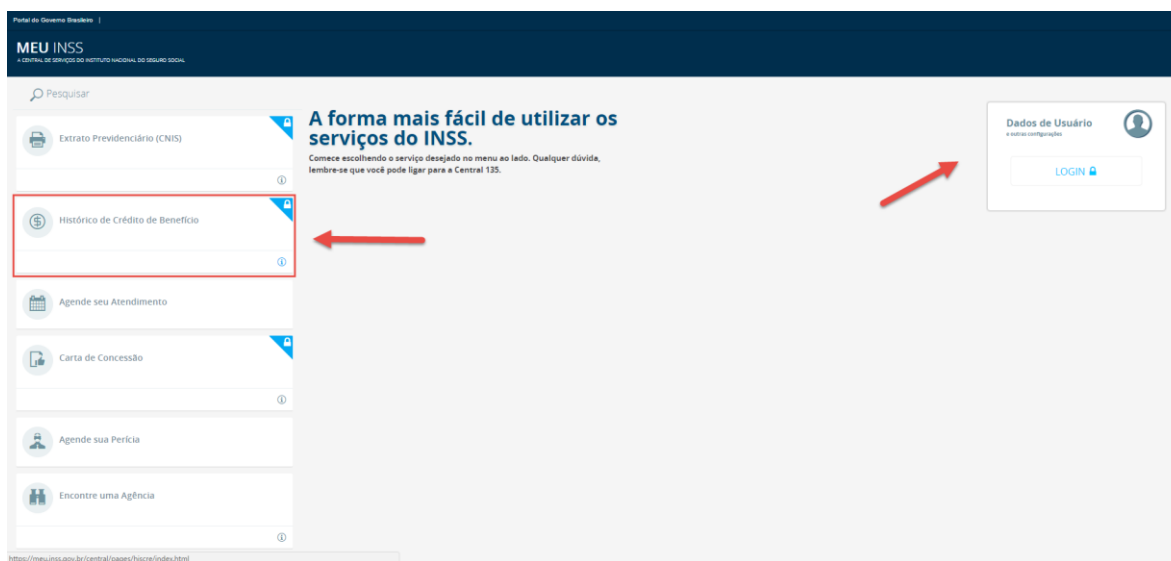 Portal do Governo Brasileiro |
MEU INSS
A CENTRAL DE SERVIÇOS DO INSTITUTO NACIONAL DO SEGURO SOCIAL
Pesquisar
Extrato Previdenciário (CNIS)
Histórico de Crédito de Benefício
Agende seu Atendimento
Carta de Concessão
Agende sua Perícia
Encontre uma Agência
A forma mais fácil de utilizar os
serviços do INSS.
Comece escolhendo o serviço desejado no menu ao lado. Qualquer dúvida,
lembre-se que você pode ligar para a Central 135.
Dados de Usuário
e outras configurações
LOGIN
https://meu.inss.gov.br/central/pages/hiscre/index.html